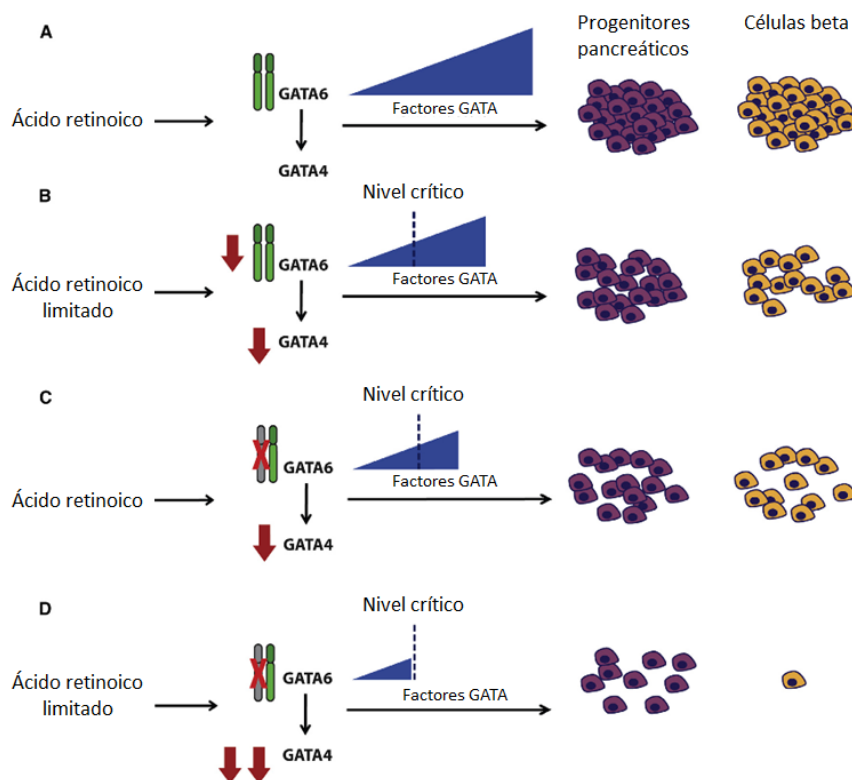 A
Progenitores
pancreáticos
Células beta
GATA6
Factores GATA
Ácido retinoico
GATA4
B
Nivel crítico
GATA6
Factores GATA
Ácido retinoico
limitado
GATA4
C
Nivel crítico
GATA6
Factores GATA
Ácido retinoico
GATA4
D
Nivel crítico
GATA6
Factores GATA
Ácido retinoico
limitado
GATA4